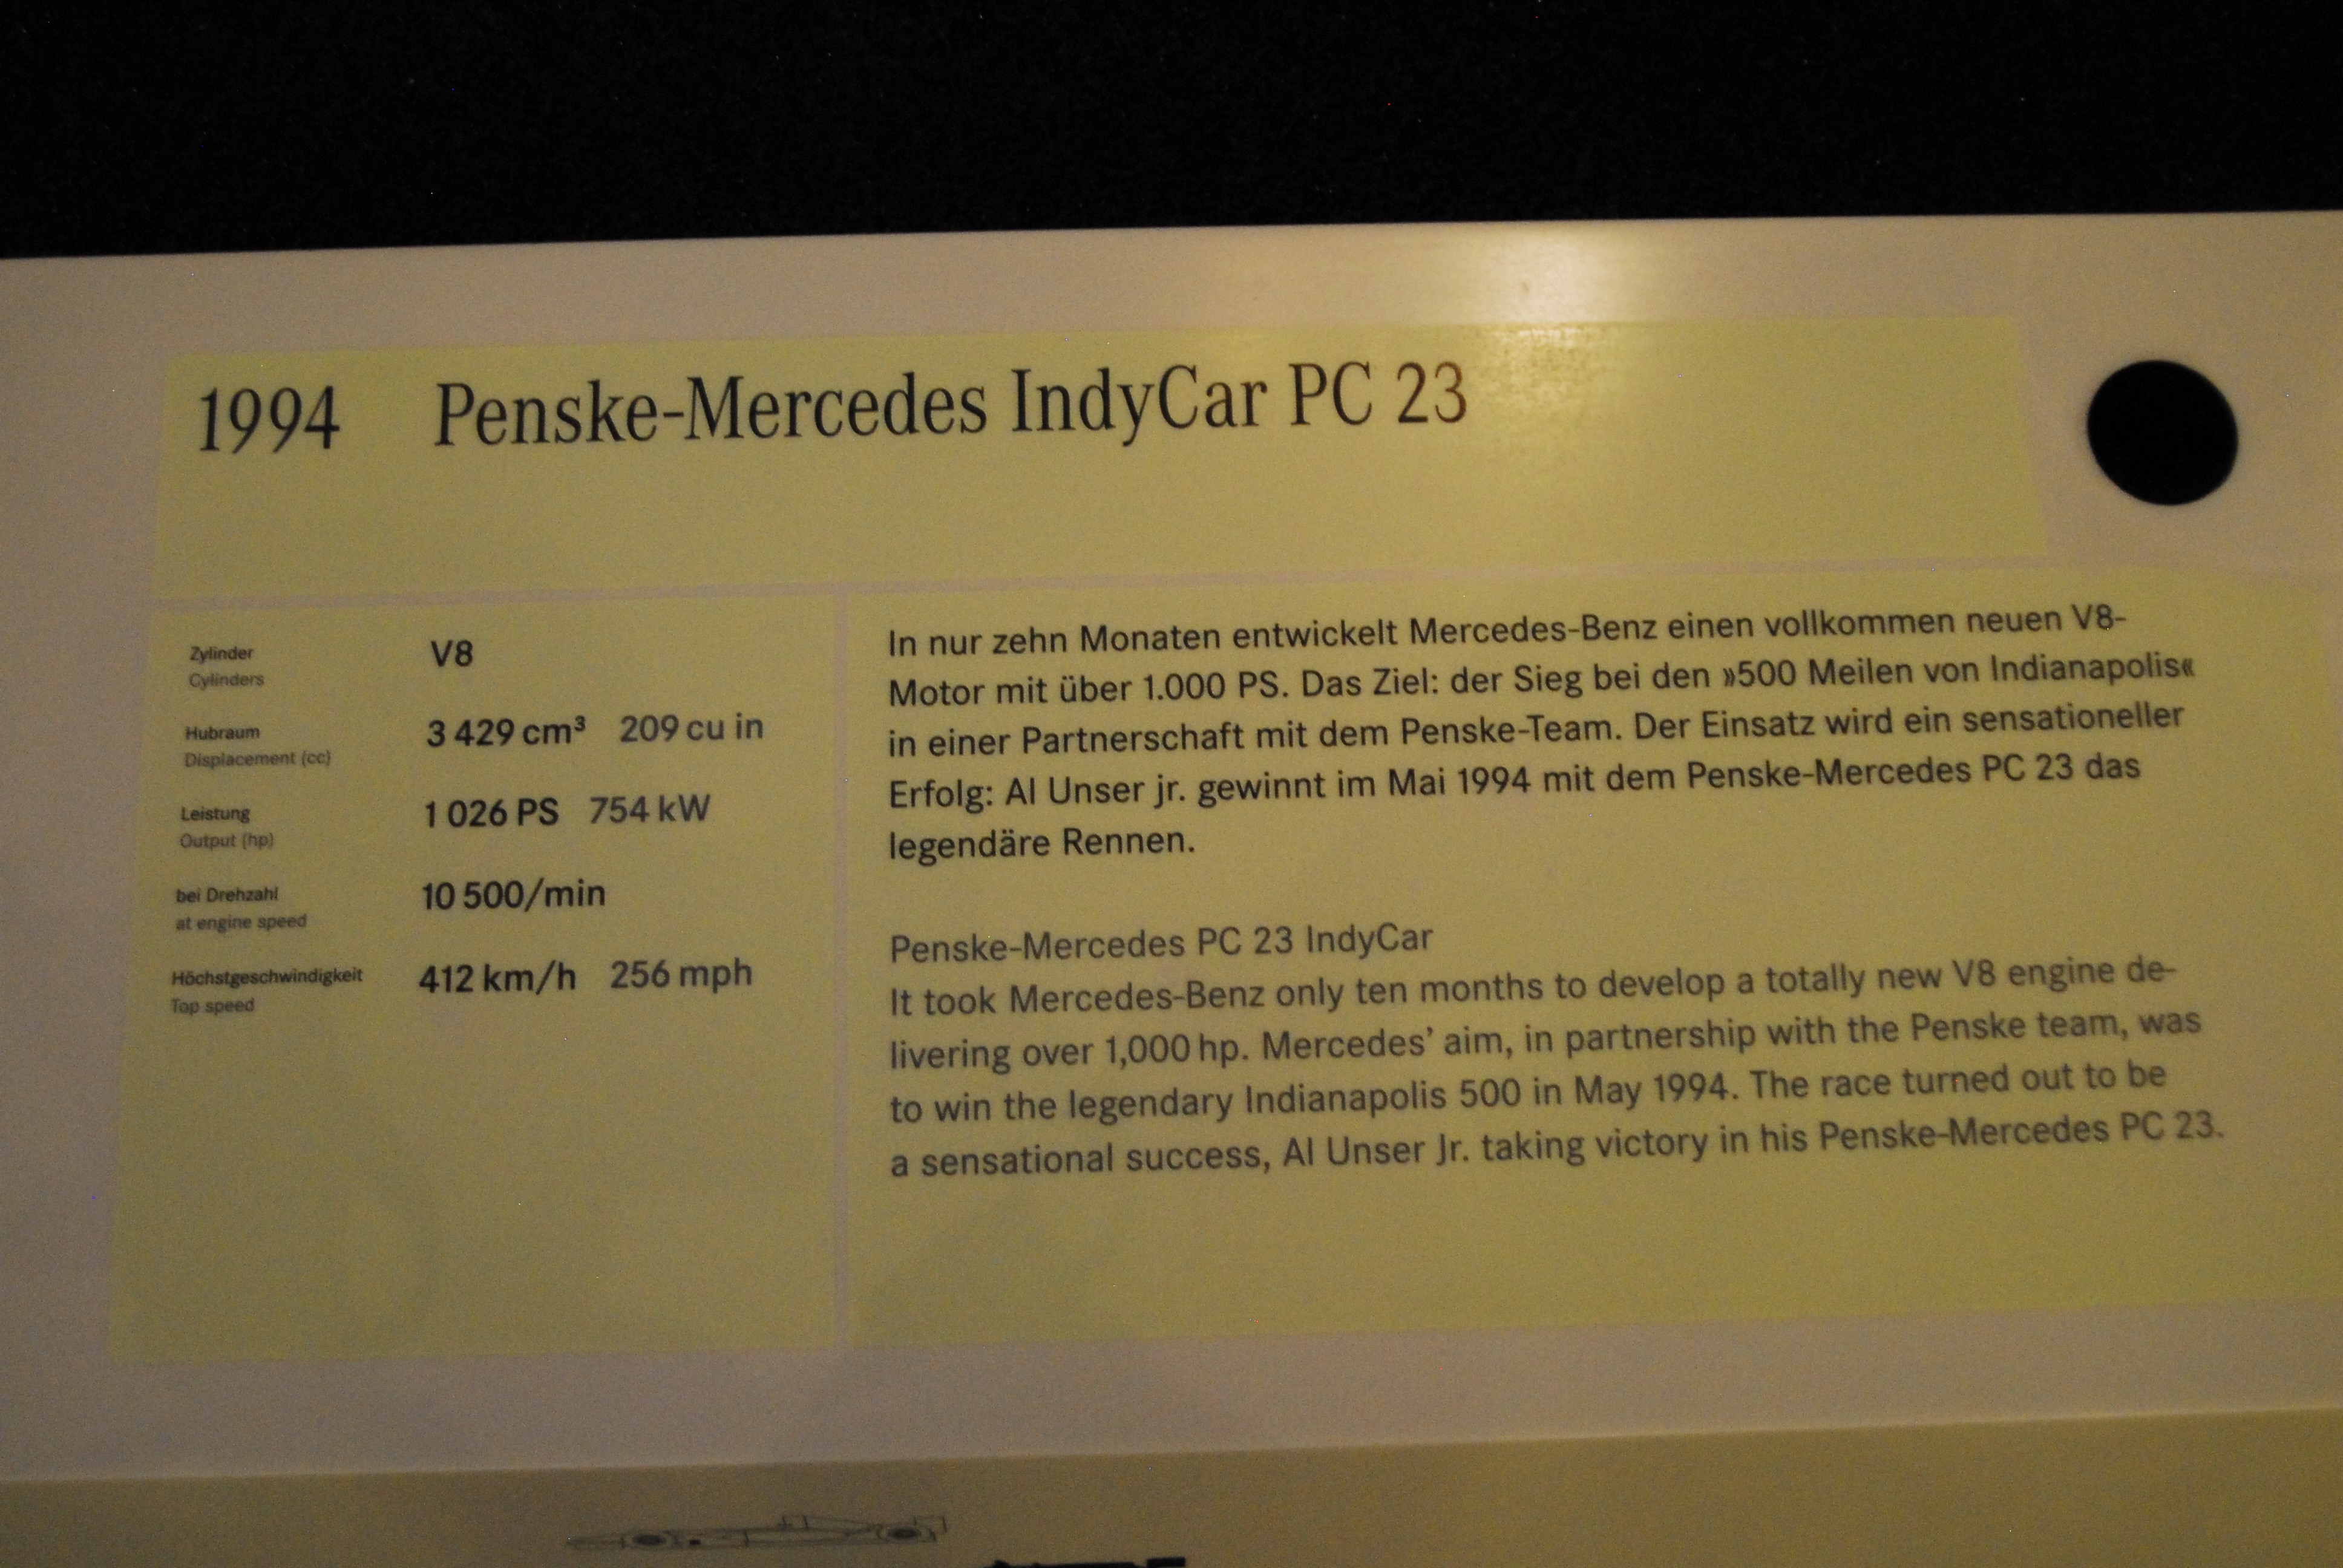 1994 Penske-Mercedes IndyCar PC 23
Zylinder
Cylinders
V8
Hubraum
Displacement (cc)
3 429 cm³ 209 cu in
Leistung
Output (hp)
1 026 PS 754 kW
bei Drehzahl
at engine speed
10 500/min
Höchstgeschwindigkeit
Top speed
412 km/h 256 mph
In nur zehn Monaten entwickelt Mercedes-Benz einen vollkommen neuen V8-
Motor mit über 1.000 PS. Das Ziel: der Sieg bei den »500 Meilen von Indianapolis«
in einer Partnerschaft mit dem Penske-Team. Der Einsatz wird ein sensationeller
Erfolg: Al Unser jr. gewinnt im Mai 1994 mit dem Penske-Mercedes PC 23 das
legendäre Rennen.
Penske-Mercedes PC 23 IndyCar
It took Mercedes-Benz only ten months to develop a totally new V8 engine de-
livering over 1,000 hp. Mercedes’ aim, in partnership with the Penske team, was
to win the legendary Indianapolis 500 in May 1994. The race turned out to be
a sensational success, Al Unser Jr. taking victory in his Penske-Mercedes PC 23.